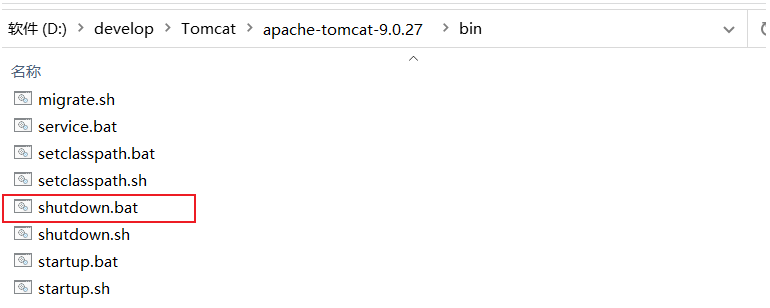 软件 (D:) > develop > Tomcat > apache-tomcat-9.0.27 > bin
名称
migrate.sh
service.bat
setclasspath.bat
setclasspath.sh
shutdown.bat
shutdown.sh
startup.bat
startup.sh